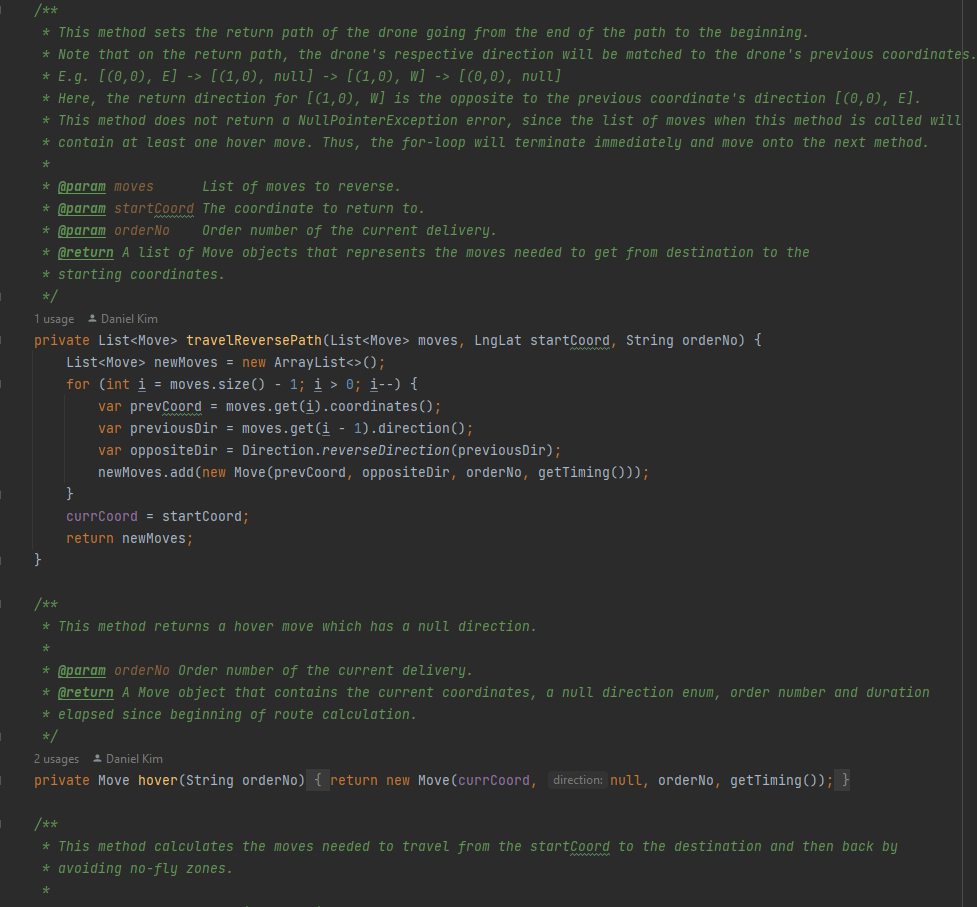 /**
 * This method sets the return path of the drone going from the end of the path to the beginning.
 * Note that on the return path, the drone's respective direction will be matched to the drone's previous coordinates.
 * E.g. [(0,0), E] -> [(1,0), null] -> [(1,0), W] -> [(0,0), null]
 * Here, the return direction for [(1,0), W] is the opposite to the previous coordinate's direction [(0,0), E].
 * This method does not return a NullPointerException error, since the list of moves when this method is called will
 * contain at least one hover move. Thus, the for-loop will terminate immediately and move onto the next method.
 *
 * @param moves      List of moves to reverse.
 * @param startCoord The coordinate to return to.
 * @param orderNo    Order number of the current delivery.
 * @return A list of Move objects that represents the moves needed to get from destination to the
 * starting coordinates.
 */
1 usage Daniel Kim
private List<Move> travelReversePath(List<Move> moves, LngLat startCoord, String orderNo) {
    List<Move> newMoves = new ArrayList<>();
    for (int i = moves.size() - 1; i > 0; i--) {
        var prevCoord = moves.get(i).coordinates();
        var previousDir = moves.get(i - 1).direction();
        var oppositeDir = Direction.reverseDirection(previousDir);
        newMoves.add(new Move(prevCoord, oppositeDir, orderNo, getTiming()));
    }
    currCoord = startCoord;
    return newMoves;
}
/**
 * This method returns a hover move which has a null direction.
 *
 * @param orderNo Order number of the current delivery.
 * @return A Move object that contains the current coordinates, a null direction enum, order number and duration
 * elapsed since beginning of route calculation.
 */
2 usages Daniel Kim
private Move hover(String orderNo) { return new Move(currCoord, direction: null, orderNo, getTiming()); }
/**
 * This method calculates the moves needed to travel from the startCoord to the destination and then back by
 * avoiding no-fly zones.
 *